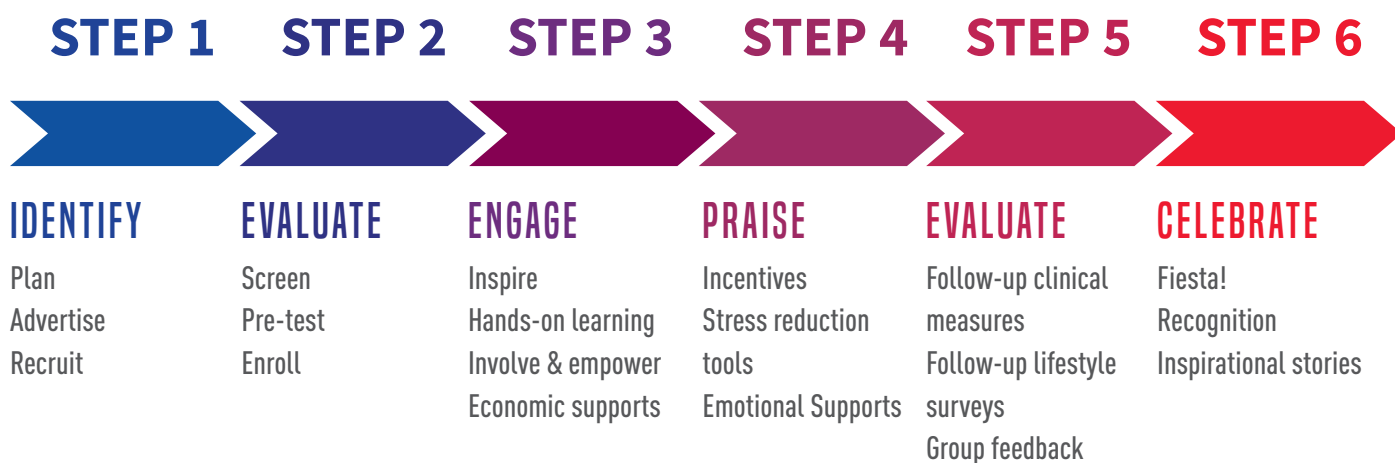 STEP 1
STEP 2
STEP 3
STEP 4
STEP 5
STEP 6
IDENTIFY
Plan
Advertise
Recruit
EVALUATE
Screen
Pre-test
Enroll
ENGAGE
Inspire
Hands-on learning
Involve & empower
Economic supports
PRAISE
Incentives
Stress reduction
tools
Emotional Supports
EVALUATE
Follow-up clinical
measures
Follow-up lifestyle
surveys
Group feedback
CELEBRATE
Fiesta!
Recognition
Inspirational stories